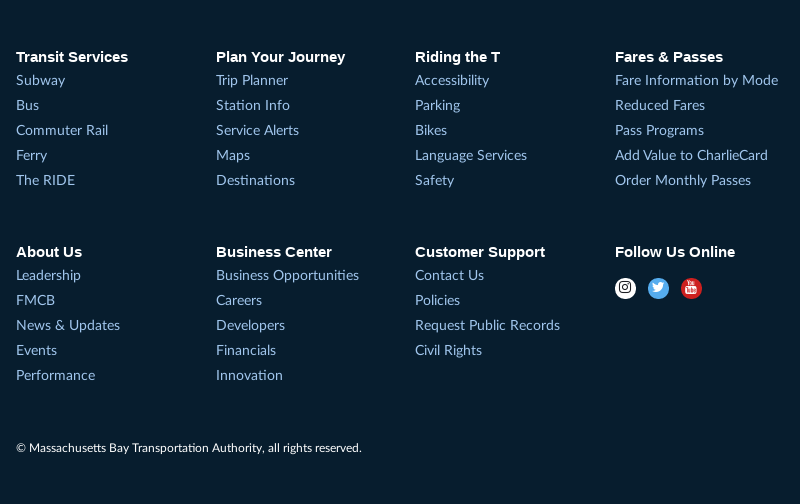 Transit Services
Subway
Bus
Commuter Rail
Ferry
The RIDE
Plan Your Journey
Trip Planner
Station Info
Service Alerts
Maps
Destinations
Riding the T
Accessibility
Parking
Bikes
Language Services
Safety
Fares & Passes
Fare Information by Mode
Reduced Fares
Pass Programs
Add Value to CharlieCard
Order Monthly Passes
About Us
Leadership
FMCB
News & Updates
Events
Performance
Business Center
Business Opportunities
Careers
Developers
Financials
Innovation
Customer Support
Contact Us
Policies
Request Public Records
Civil Rights
Follow Us Online
You
Tube
© Massachusetts Bay Transportation Authority, all rights reserved.